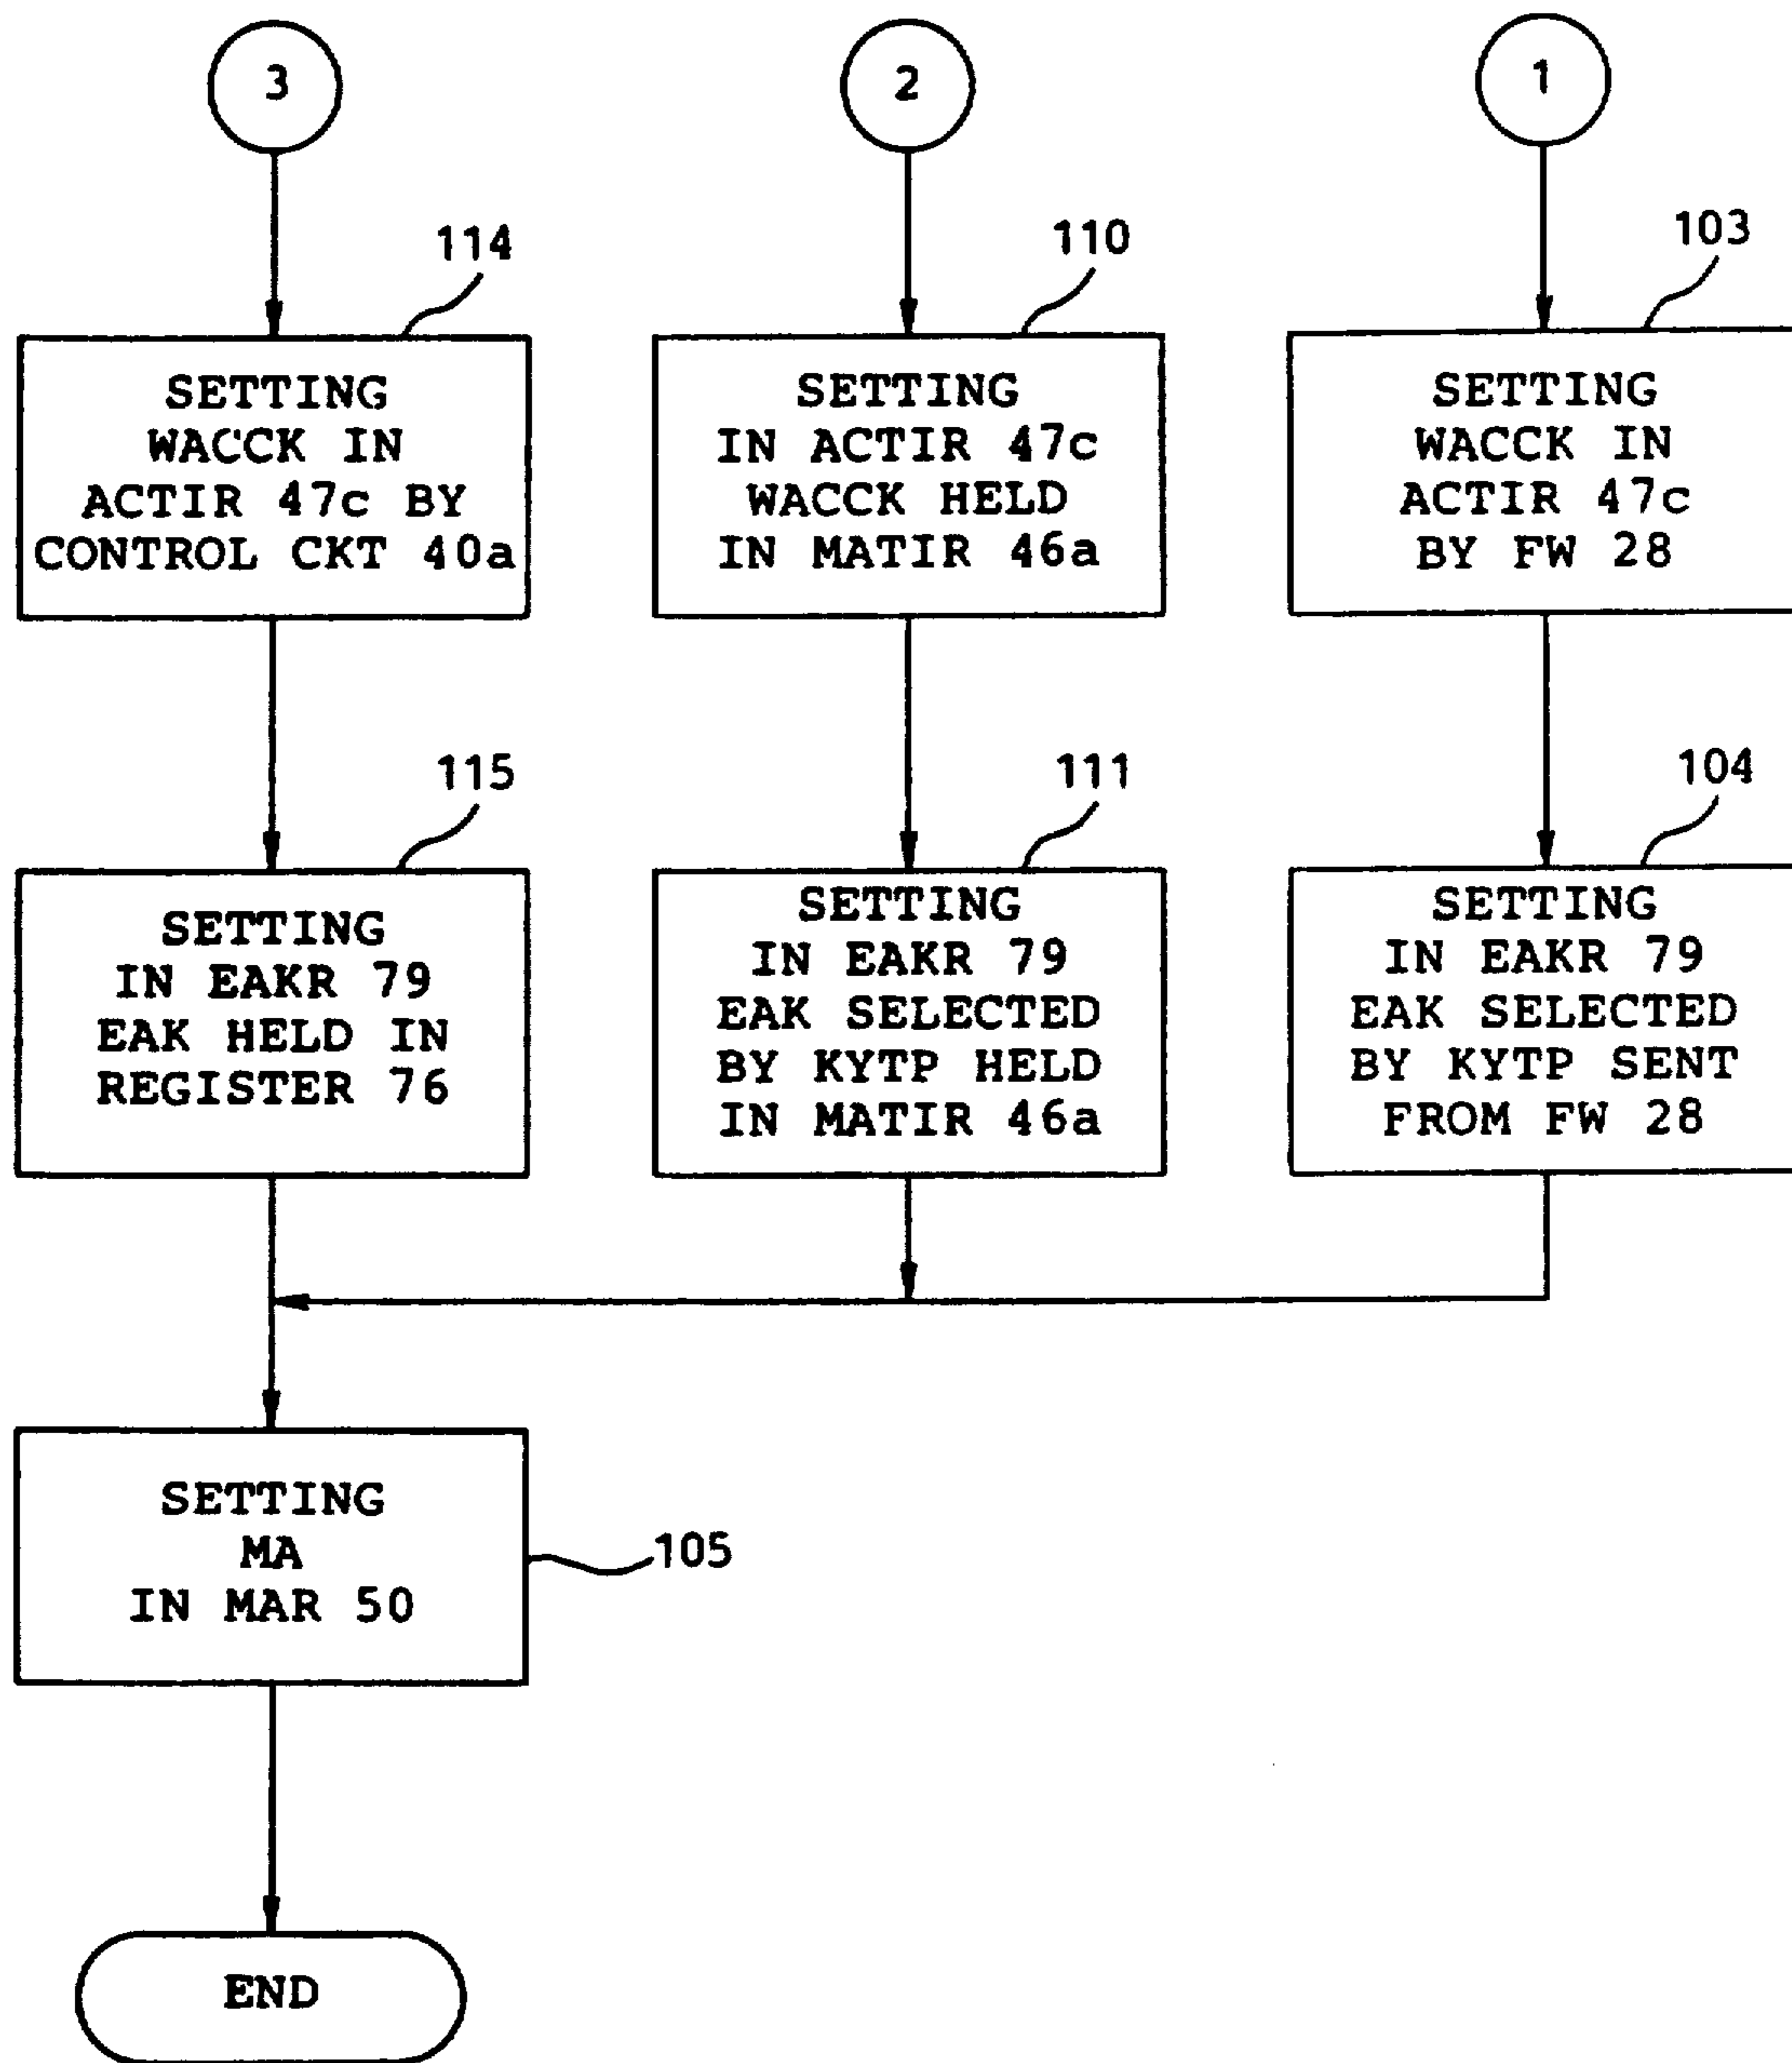 3
2
1
114
110
103
SETTING
WACCK IN
ACTIR 47c BY
CONTROL CKT 40a
SETTING
IN ACTIR 47c
WACCK HELD
IN MATIR 46a
SETTING
WACCK IN
ACTIR 47c
BY FW 28
115
111
104
SETTING
IN EAKR 79
EAK HELD IN
REGISTER 76
SETTING
IN EAKR 79
EAK SELECTED
BY KYTP HELD
IN MATIR 46a
SETTING
IN EAKR 79
EAK SELECTED
BY KYTP SENT
FROM FW 28
SETTING
MA
IN MAR 50
105
END